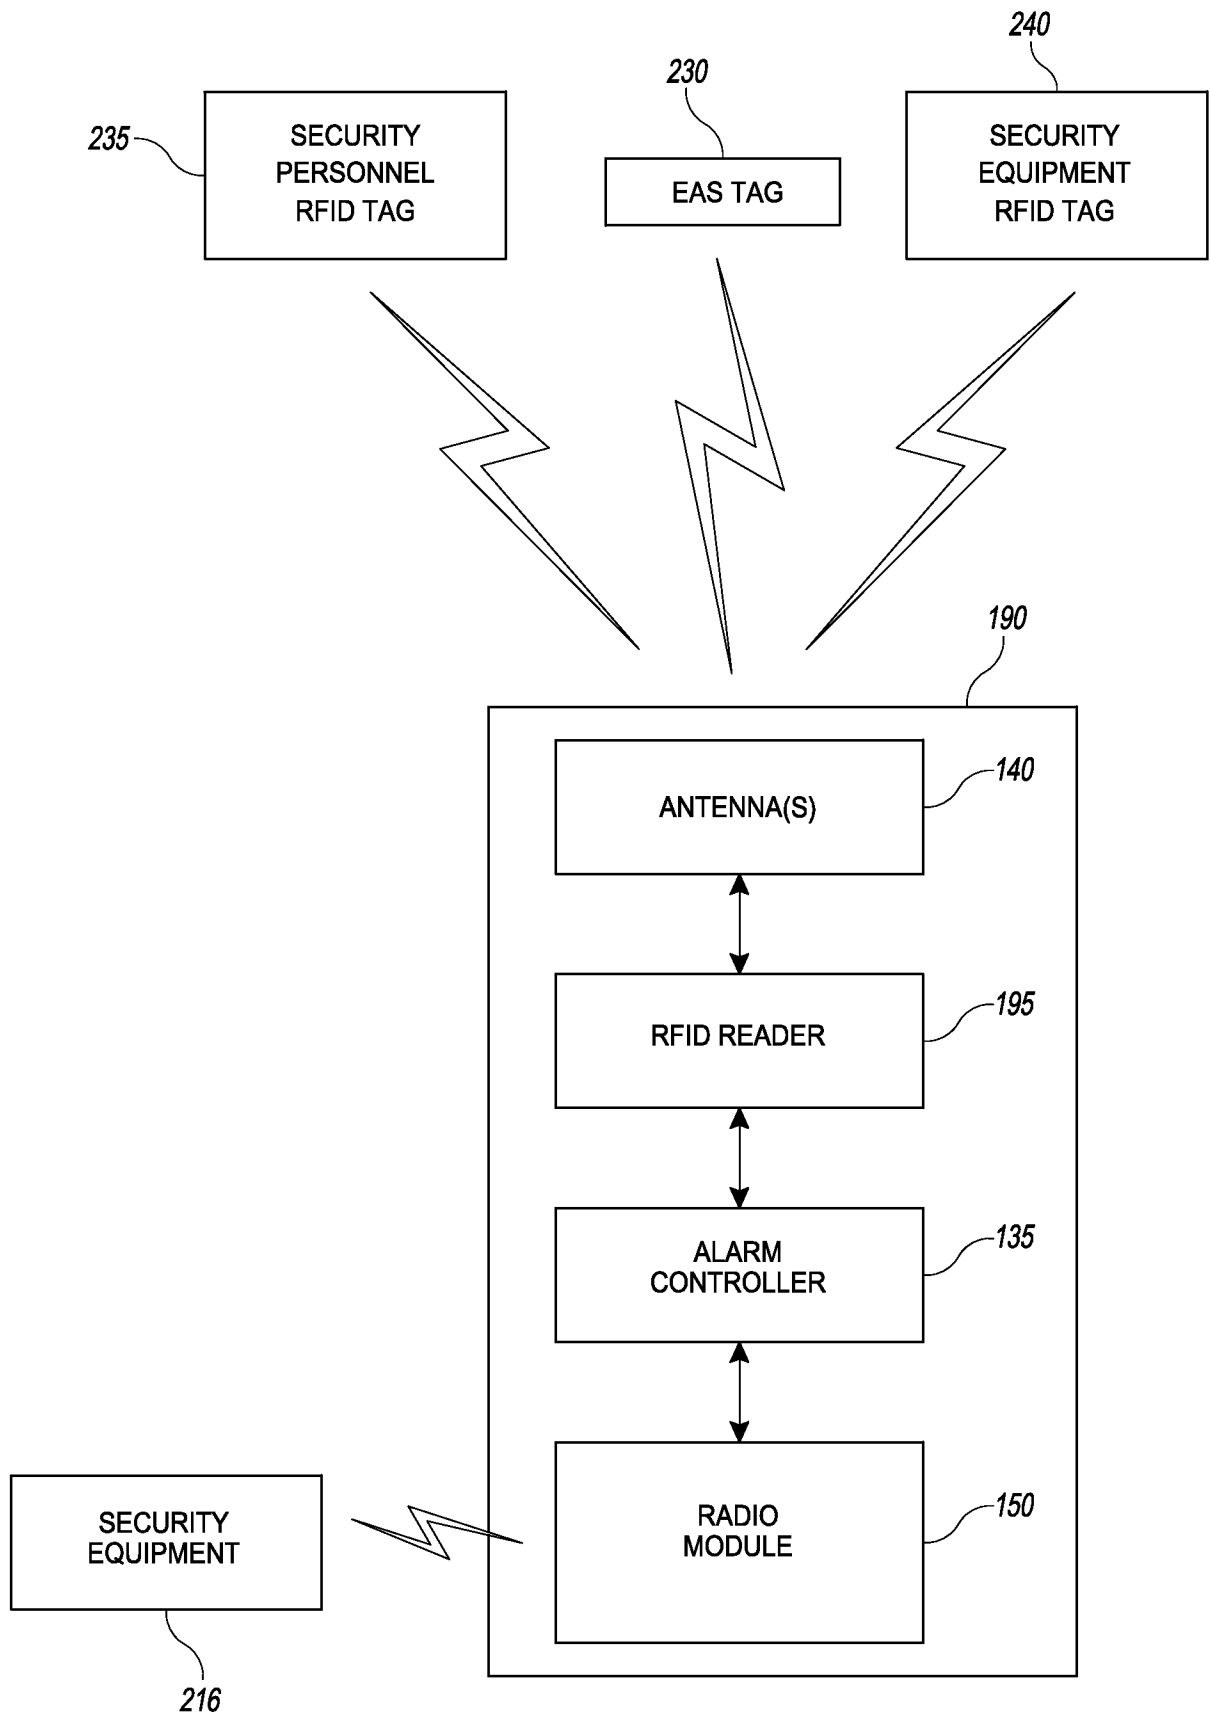 240
230
235
SECURITY
PERSONNEL
RFID TAG
EAS TAG
SECURITY
EQUIPMENT
RFID TAG
190
ANTENNA(S)
140
RFID READER
195
ALARM
CONTROLLER
135
RADIO
MODULE
150
SECURITY
EQUIPMENT
216